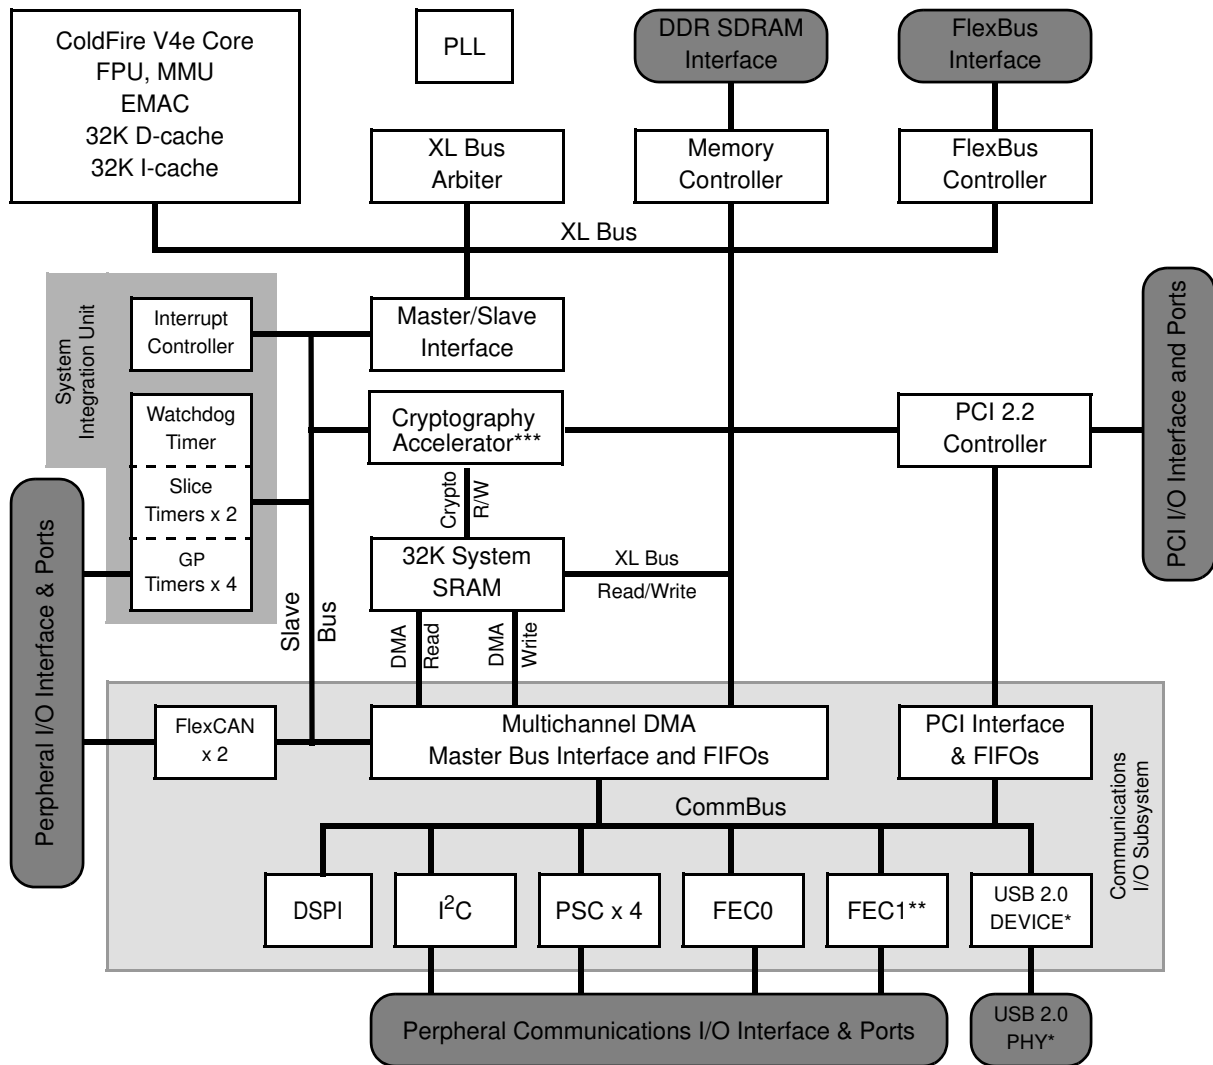 ColdFire V4e Core
FPU, MMU
EMAC
32K D-cache
32K I-cache
PLL
DDR SDRAM
Interface
FlexBus
Interface
XL Bus
Arbiter
Memory
Controller
FlexBus
Controller
XL Bus
System
Integration Unit
Interrupt
Controller
Master/Slave
Interface
PCI I/O Interface and Ports
Watchdog
Timer
Slice
Timers x 2
GP
Timers x 4
Cryptography
Accelerator***
PCI 2.2
Controller
Crypto
R/W
32K System
SRAM
XL Bus
Read/Write
Slave
Bus
DMA
Read
DMA
Write
Perpheral I/O Interface & Ports
FlexCAN
x 2
Multichannel DMA
Master Bus Interface and FIFOs
PCI Interface
& FIFOs
Communications
I/O Subsystem
CommBus
DSPI
I2C
PSC x 4
FEC0
FEC1**
USB 2.0
DEVICE*
Perpheral Communications I/O Interface & Ports
USB 2.0
PHY*